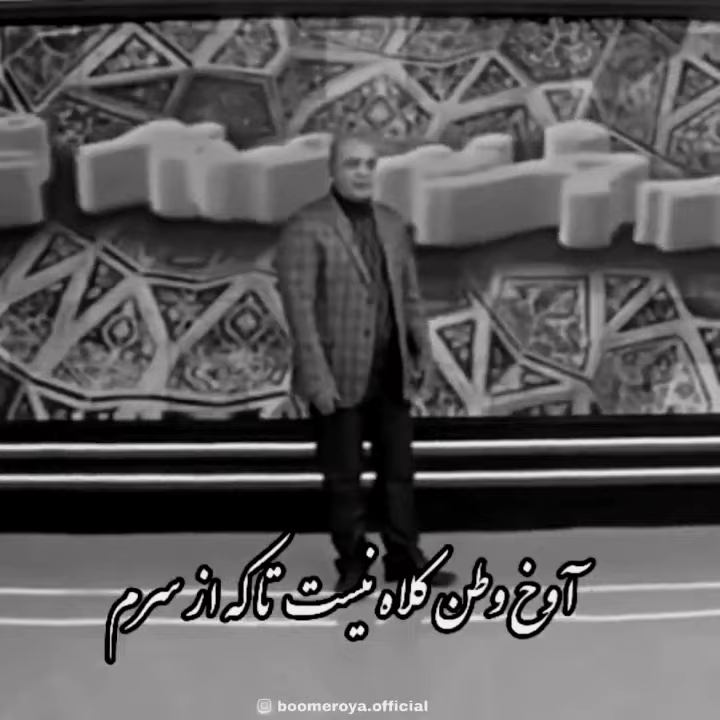 آوخ وطن کلاه نیست تا که از سرم
boomeroya.official